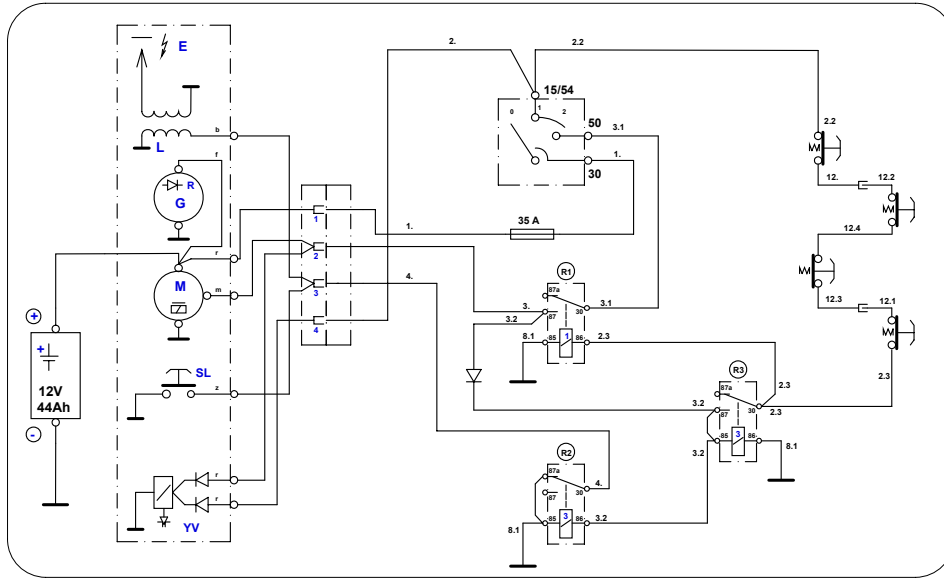 2.
2.2
E
15/54
0
1
2
50
3.1
2.2
b
L
1.
30
f
12.
12.2
R
G
1
35 A
12.4
1.
r
2
R1
M
4.
87a
12.3
12.1
3
3.
30
3.1
m
3.2
87
+
4
8.1
85
1
86
2.3
+
R3
2.3
12V
SL
87a
44Ah
3.2
30
2.3
z
87
-
R2
3.2
85
3
86
8.1
87a
4.
r
87
30
r
8.1
85
3
86
3.2
YV